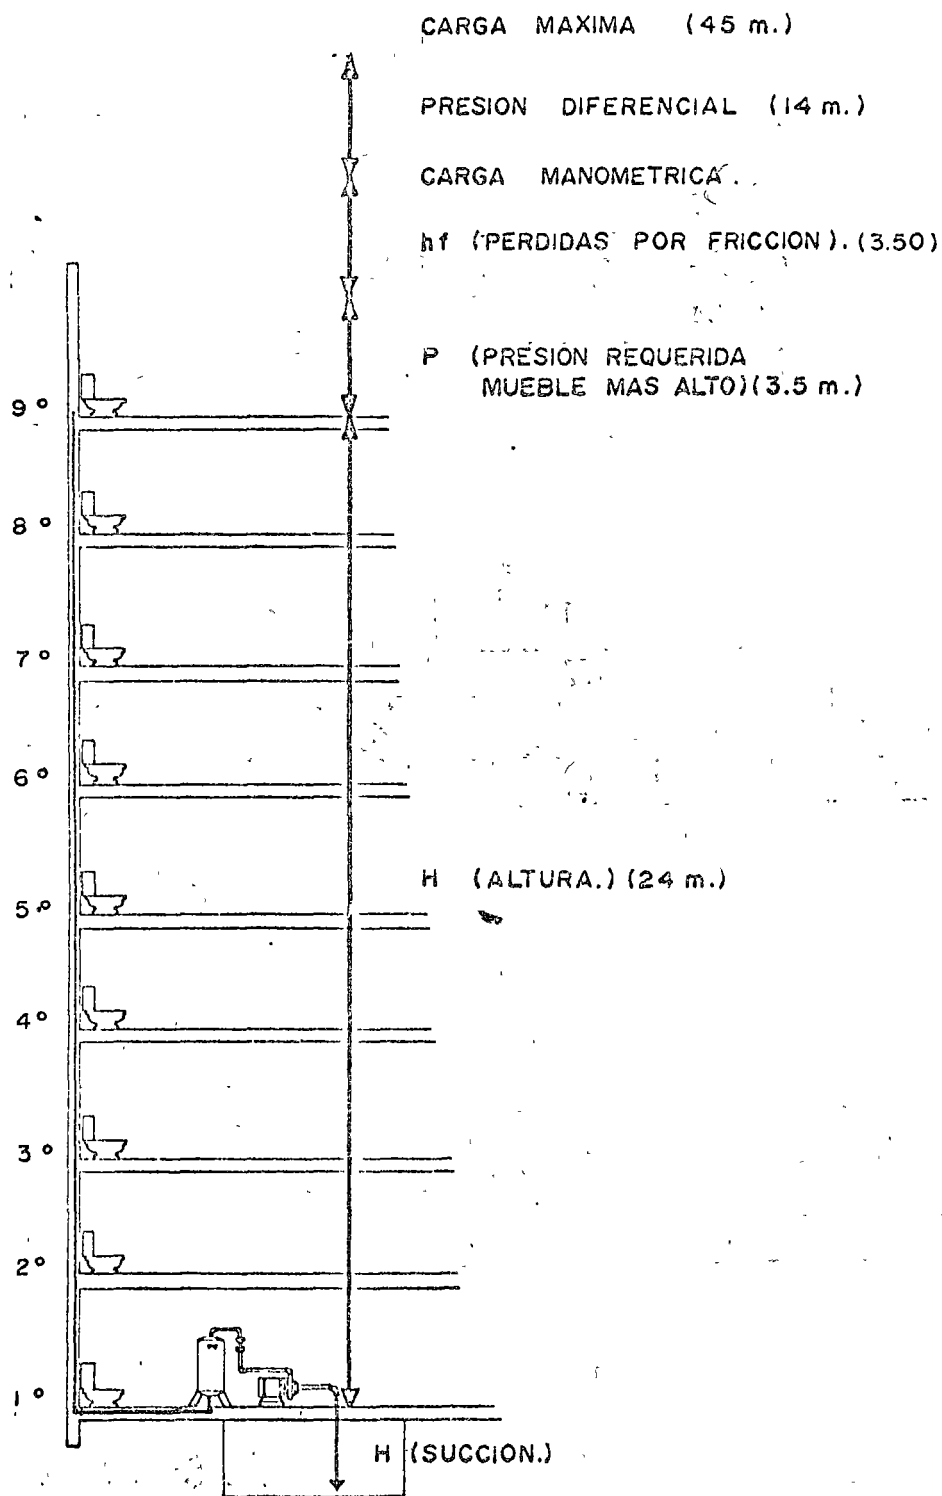 CARGA MAXIMA (45 m.)
PRESION DIFERENCIAL (14 m.)
CARGA MANOMETRICA.
hf (PERDIDAS POR FRICCION). (3.50)
P (PRESIÓN REQUERIDA
MUEBLE MAS ALTO) (3.5 m.)
9°
8°
7°
6°
H (ALTURA.) (24 m.)
5°
4°
3°
2°
1°
H (SUCCION.)